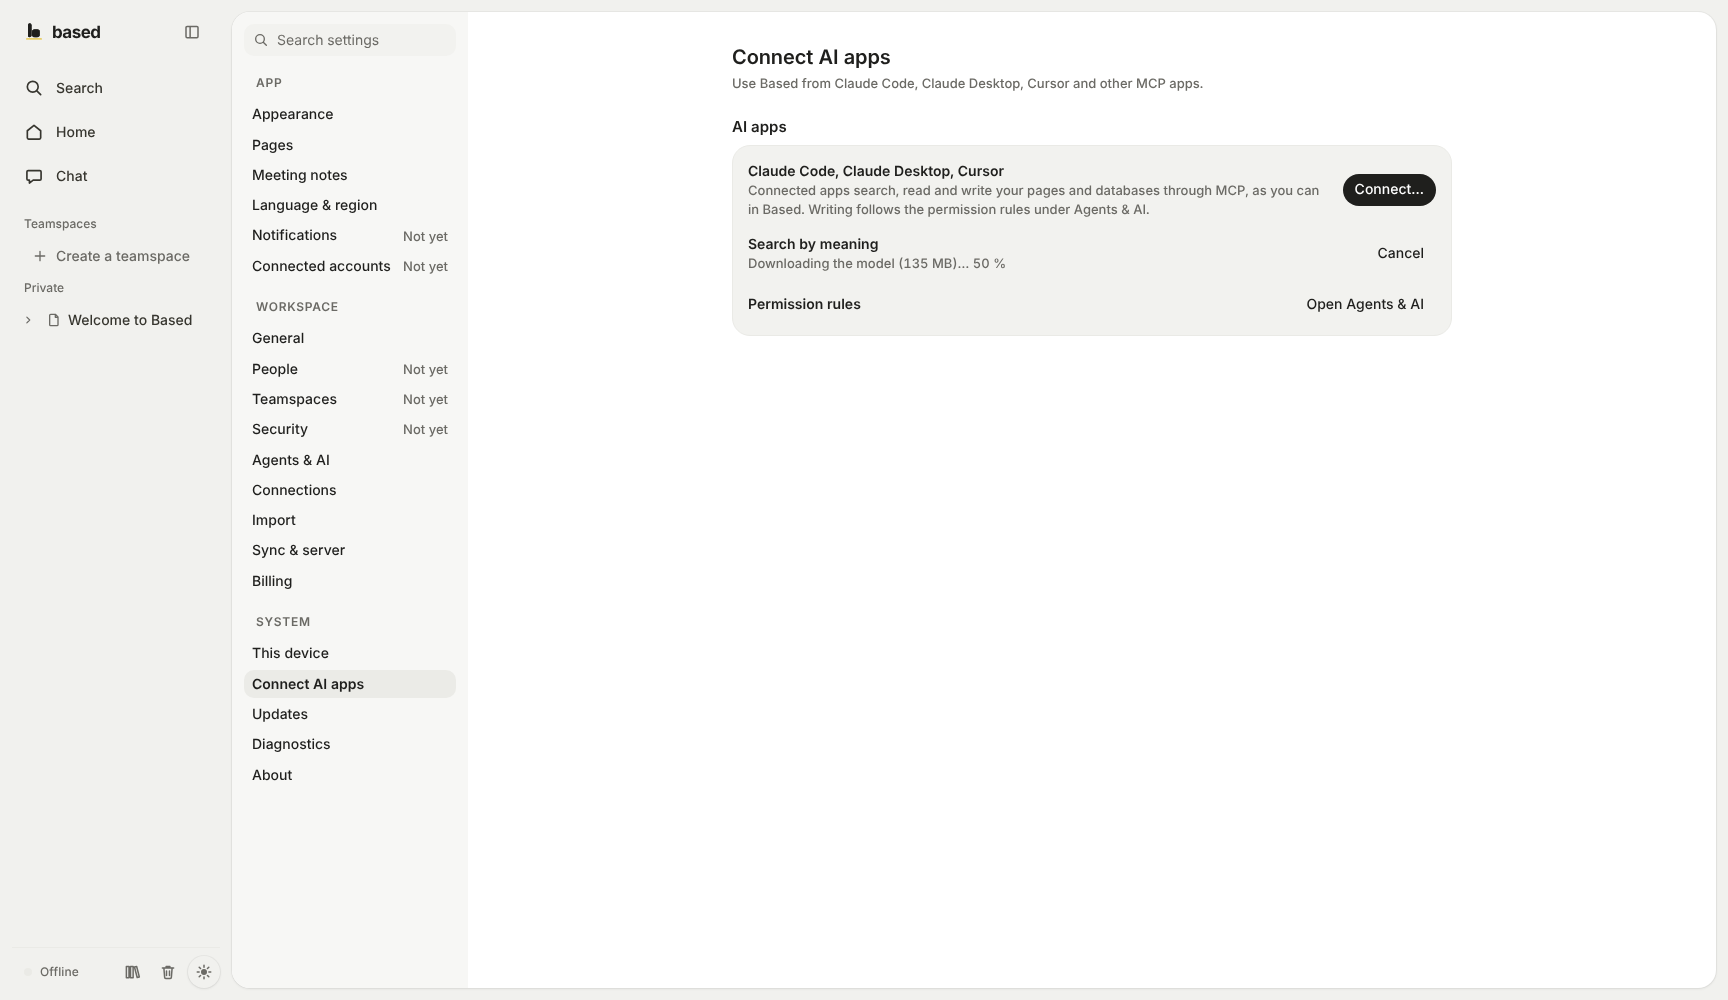 based
Search
Home
Chat
Teamspaces
Create a teamspace
Private
Welcome to Based
Offline
Search settings
APP
Appearance
Pages
Meeting notes
Language & region
Notifications Not yet
Connected accounts Not yet
WORKSPACE
General
People Not yet
Teamspaces Not yet
Security Not yet
Agents & AI
Connections
Import
Sync & server
Billing
SYSTEM
This device
Connect AI apps
Updates
Diagnostics
About
Connect AI apps
Use Based from Claude Code, Claude Desktop, Cursor and other MCP apps.
AI apps
Claude Code, Claude Desktop, Cursor
Connected apps search, read and write your pages and databases through MCP, as you can
in Based. Writing follows the permission rules under Agents & AI.
Connect...
Search by meaning
Downloading the model (135 MB)... 50 %
Cancel
Permission rules
Open Agents & AI